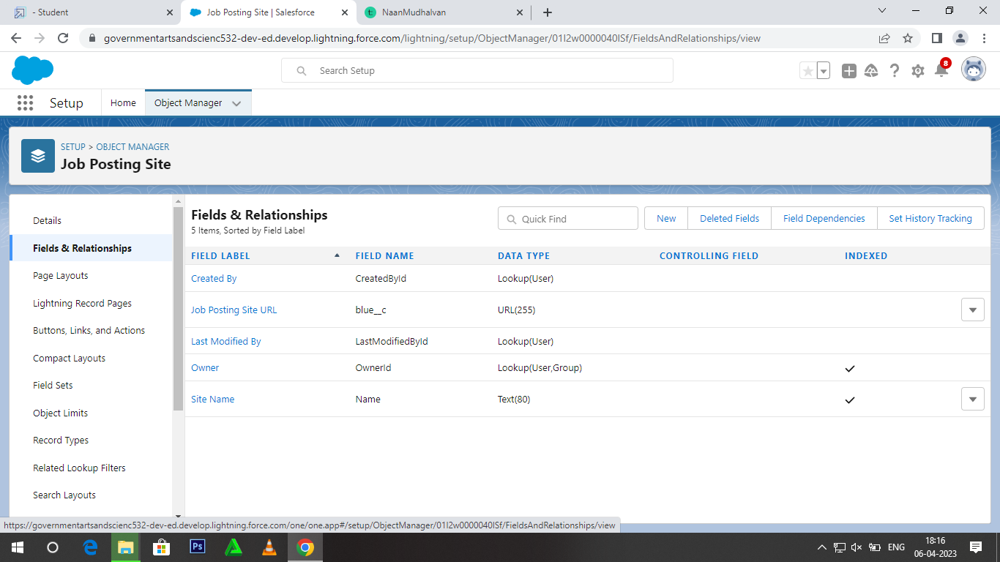 - Student
Job Posting Site | Salesforce
NaanMudhalvan
governmentartsandscienc532-dev-ed.develop.lightning.force.com/lightning/setup/ObjectManager/01I2w0000040ISf/FieldsAndRelationships/view
Search Setup
8
Setup
Home
Object Manager
SETUP > OBJECT MANAGER
Job Posting Site
Details
Fields & Relationships
Page Layouts
Lightning Record Pages
Buttons, Links, and Actions
Compact Layouts
Field Sets
Object Limits
Record Types
Related Lookup Filters
Search Layouts
Fields & Relationships
5 Items, Sorted by Field Label
Quick Find
New
Deleted Fields
Field Dependencies
Set History Tracking
FIELD LABEL FIELD NAME DATA TYPE CONTROLLING FIELD INDEXED
Created By CreatedById Lookup(User)
Job Posting Site URL blue__c URL(255)
Last Modified By LastModifiedById Lookup(User)
Owner OwnerId Lookup(User,Group)
Site Name Name Text(80)
https://governmentartsandscienc532-dev-ed.develop.lightning.force.com/one/one.app#/setup/ObjectManager/01I2w0000040ISf/FieldsAndRelationships/view
Ps
ENG
18:16
06-04-2023